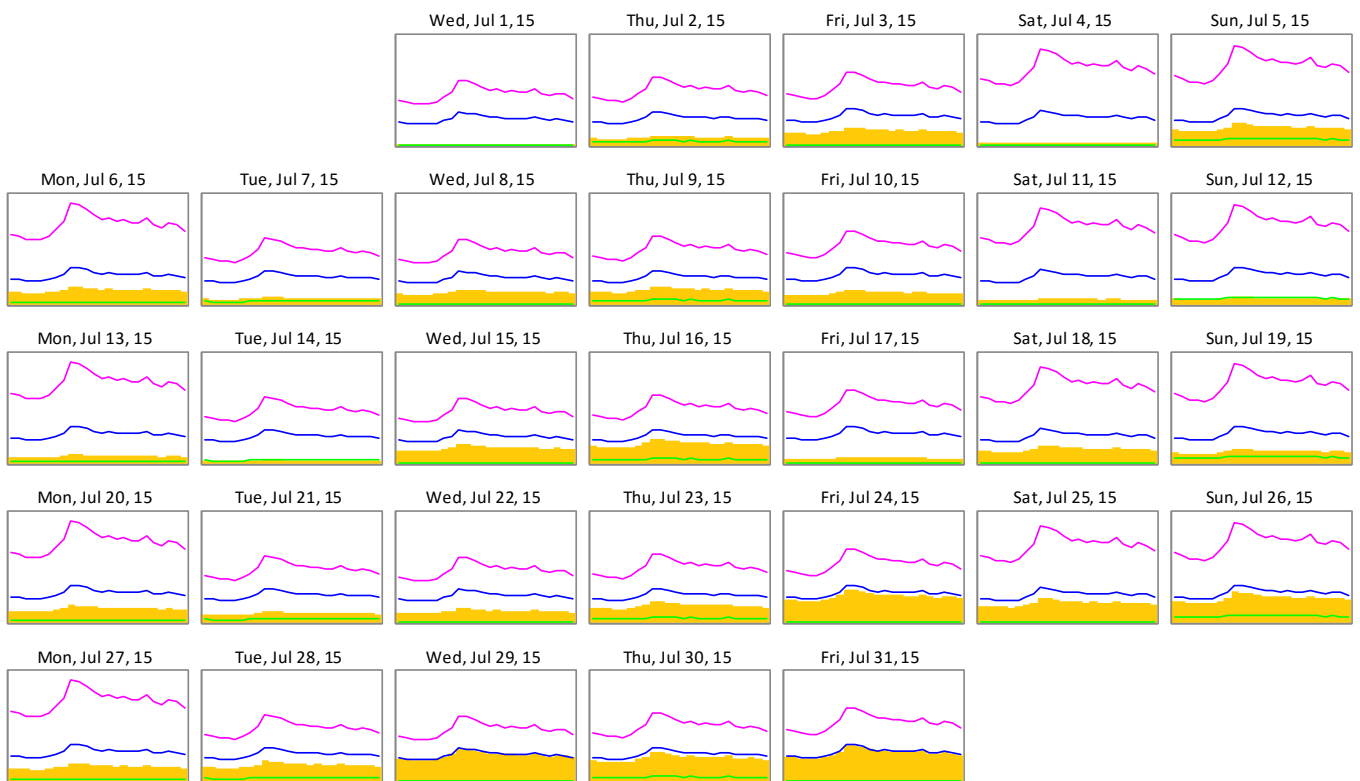 Wed, Jul 1, 15
Thu, Jul 2, 15
Fri, Jul 3, 15
Sat, Jul 4, 15
Sun, Jul 5, 15
Mon, Jul 6, 15
Tue, Jul 7, 15
Wed, Jul 8, 15
Thu, Jul 9, 15
Fri, Jul 10, 15
Sat, Jul 11, 15
Sun, Jul 12, 15
Mon, Jul 13, 15
Tue, Jul 14, 15
Wed, Jul 15, 15
Thu, Jul 16, 15
Fri, Jul 17, 15
Sat, Jul 18, 15
Sun, Jul 19, 15
Mon, Jul 20, 15
Tue, Jul 21, 15
Wed, Jul 22, 15
Thu, Jul 23, 15
Fri, Jul 24, 15
Sat, Jul 25, 15
Sun, Jul 26, 15
Mon, Jul 27, 15
Tue, Jul 28, 15
Wed, Jul 29, 15
Thu, Jul 30, 15
Fri, Jul 31, 15